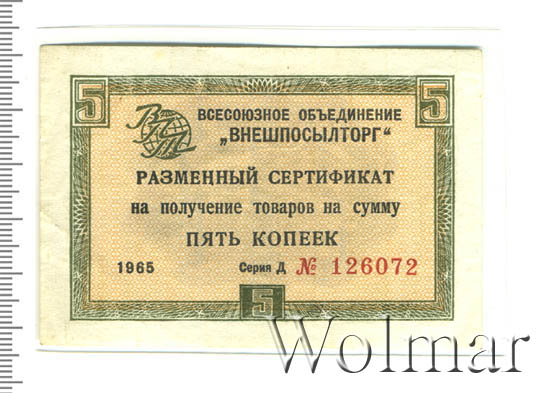 5 5
ВПТ
ВСЕСОЮЗНОЕ ОБЪЕДИНЕНИЕ
„ВНЕШПОСЫЛТОРГ“
РАЗМЕННЫЙ СЕРТИФИКАТ
на получение товаров на сумму
ПЯТЬ КОПЕЕК
1965 Серия Д № 126072
5
Wolmar